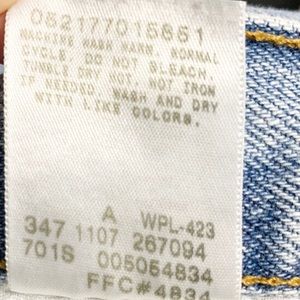 052177015851
MACHINE WASH WARM, NORMAL
CYCLE. DO NOT BLEACH.
TUMBLE DRY HOT. HOT IRON
IF NEEDED. WASH AND DRY
WITH LIKE COLORS.
A WPL-423
347 1107 267094
701S 005054834
FFC#4834